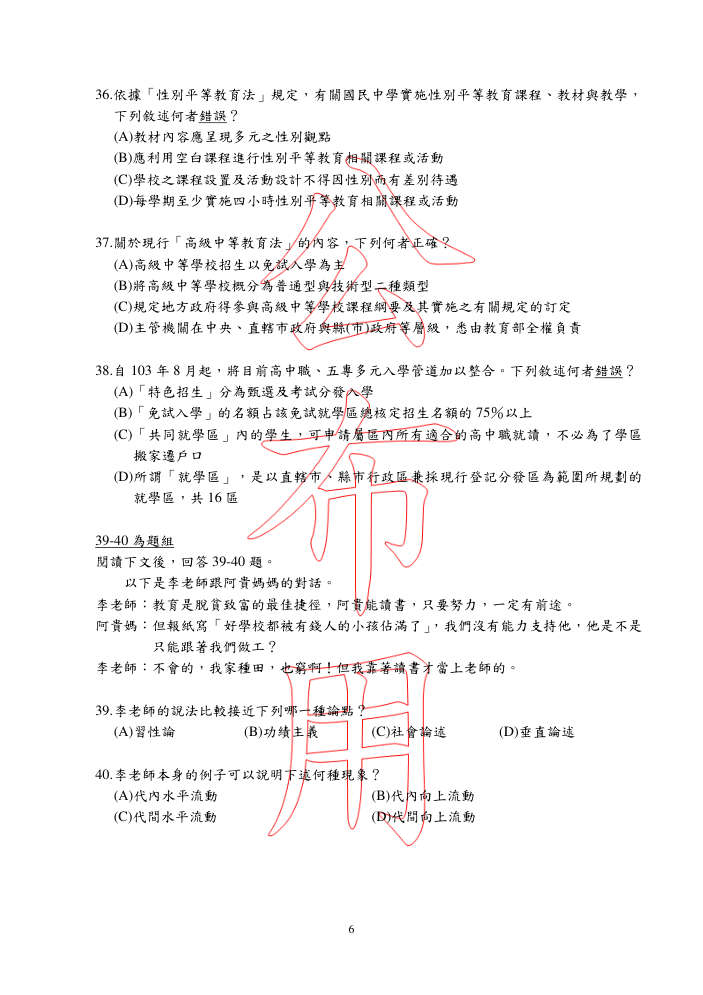 36.依據「性別平等教育法」規定，有關國民中學實施性別平等教育課程、教材與教學，
下列敘述何者錯誤？
(A)教材內容應呈現多元之性別觀點
(B)應利用空白課程進行性別平等教育相關課程或活動
(C)學校之課程設置及活動設計不得因性別而有差別待遇
(D)每學期至少實施四小時性別平等教育相關課程或活動
37.關於現行「高級中等教育法」的內容，下列何者正確？
(A)高級中等學校招生以免試入學為主
(B)將高級中等學校概分為普通型與技術型二種類型
(C)規定地方政府得參與高級中等學校課程綱要及其實施之有關規定的訂定
(D)主管機關在中央、直轄市政府與縣(市)政府等層級，悉由教育部全權負責
38.自 103 年 8 月起，將目前高中職、五專多元入學管道加以整合。下列敘述何者錯誤？
(A)「特色招生」分為甄選及考試分發入學
(B)「免試入學」的名額占該免試就學區總核定招生名額的 75%以上
(C)「共同就學區」內的學生，可申請屬區內所有適合的高中職就讀，不必為了學區
搬家遷戶口
(D)所謂「就學區」，是以直轄市、縣市行政區兼採現行登記分發區為範圍所規劃的
就學區，共 16 區
39-40 為題組
閱讀下文後，回答 39-40 題。
以下是李老師跟阿貴媽媽的對話。
李老師：教育是脫貧致富的最佳捷徑，阿貴能讀書，只要努力，一定有前途。
阿貴媽：但報紙寫「好學校都被有錢人的小孩佔滿了」，我們沒有能力支持他，他是不是
只能跟著我們做工？
李老師：不會的，我家種田，也窮啊！但我靠著讀書才當上老師的。
39.李老師的說法比較接近下列哪一種論點？
(A)習性論 (B)功績主義 (C)社會論述 (D)垂直論述
40.李老師本身的例子可以說明下述何種現象？
(A)代內水平流動 (B)代內向上流動
(C)代間水平流動 (D)代間向上流動
公布用
6